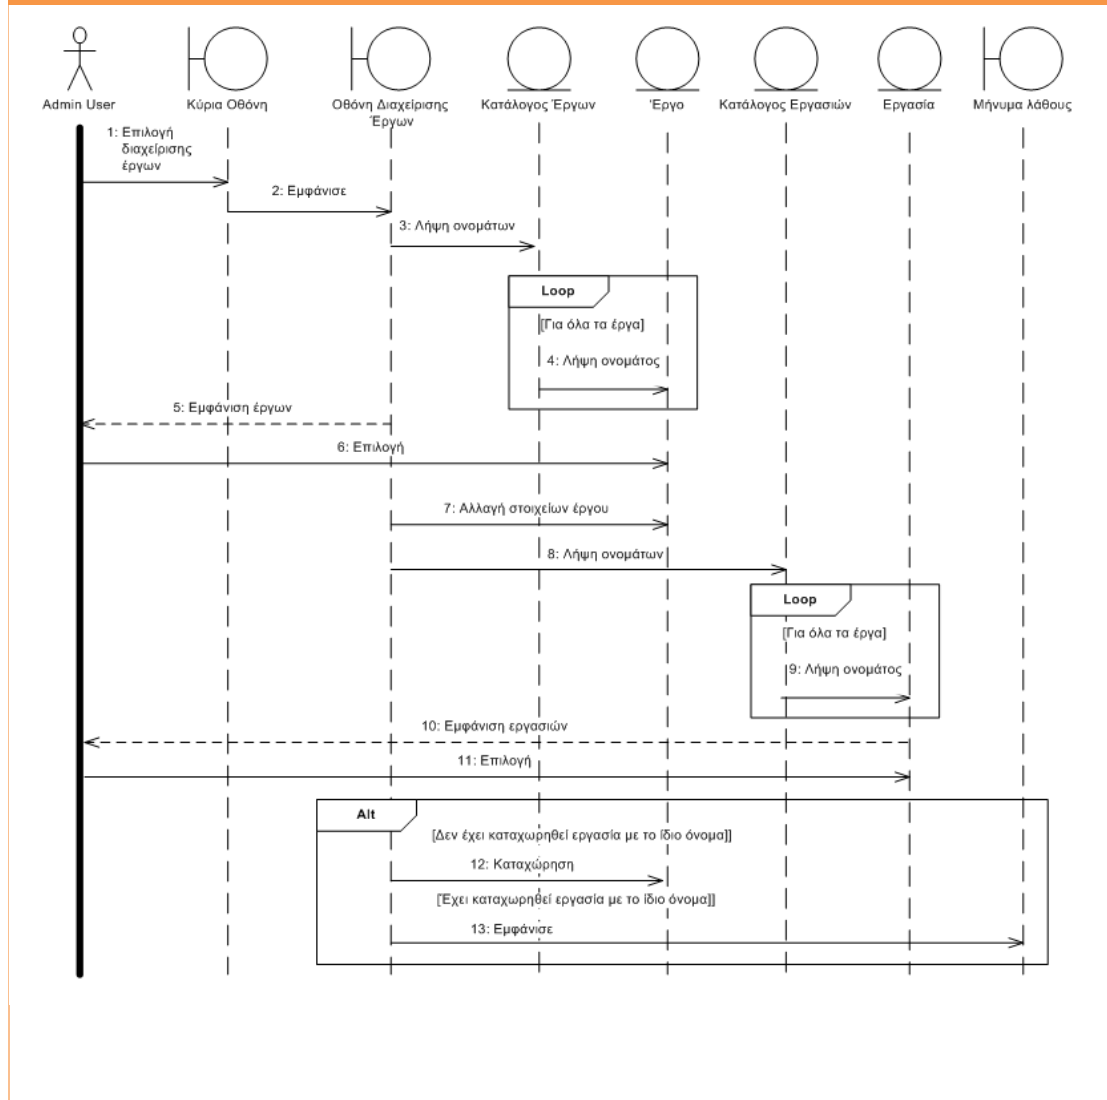 Admin User
Κύρια Οθόνη
Οθόνη Διαχείρισης
Έργων
Κατάλογος Έργων
Έργο
Κατάλογος Εργασιών
Εργασία
Μήνυμα λάθους
1: Επιλογή
διαχείρισης
έργων
2: Εμφάνισε
3: Λήψη ονομάτων
Loop
[Για όλα τα έργα]
4: Λήψη ονομάτος
5: Εμφάνιση έργων
6: Επιλογή
7: Αλλαγή στοιχείων έργου
8: Λήψη ονομάτων
Loop
[Για όλα τα έργα]
9: Λήψη ονομάτος
10: Εμφάνιση εργασιών
11: Επιλογή
Alt
[Δεν έχει καταχωρηθεί εργασία με το ίδιο όνομα]]
12: Καταχώρηση
[Έχει καταχωρηθεί εργασία με το ίδιο όνομα]]
13: Εμφάνισε